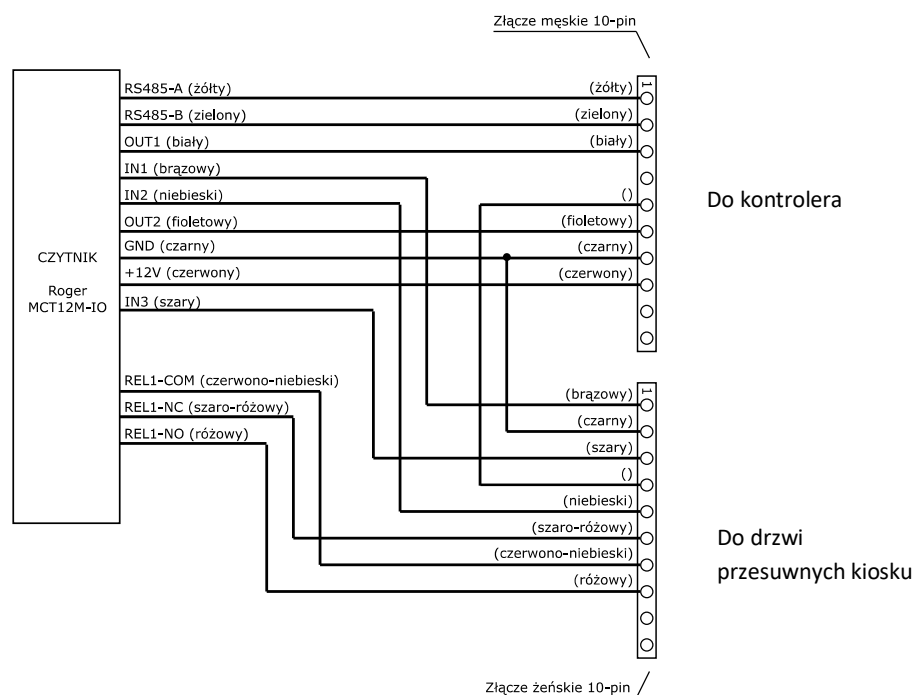 Złącze męskie 10-pin
CZYTNIK
Roger
MCT12M-IO
RS485-A (żółty)
RS485-B (zielony)
OUT1 (biały)
IN1 (brązowy)
IN2 (niebieski)
OUT2 (fioletowy)
GND (czarny)
+12V (czerwony)
IN3 (szary)
REL1-COM (czerwono-niebieski)
REL1-NC (szaro-różowy)
REL1-NO (różowy)
1
(żółty)
(zielony)
(biały)
()
(fioletowy)
(czarny)
(czerwony)
Do kontrolera
1
(brązowy)
(czarny)
(szary)
()
(niebieski)
(szaro-różowy)
(czerwono-niebieski)
(różowy)
Do drzwi
przesuwnych kiosku
Złącze żeńskie 10-pin